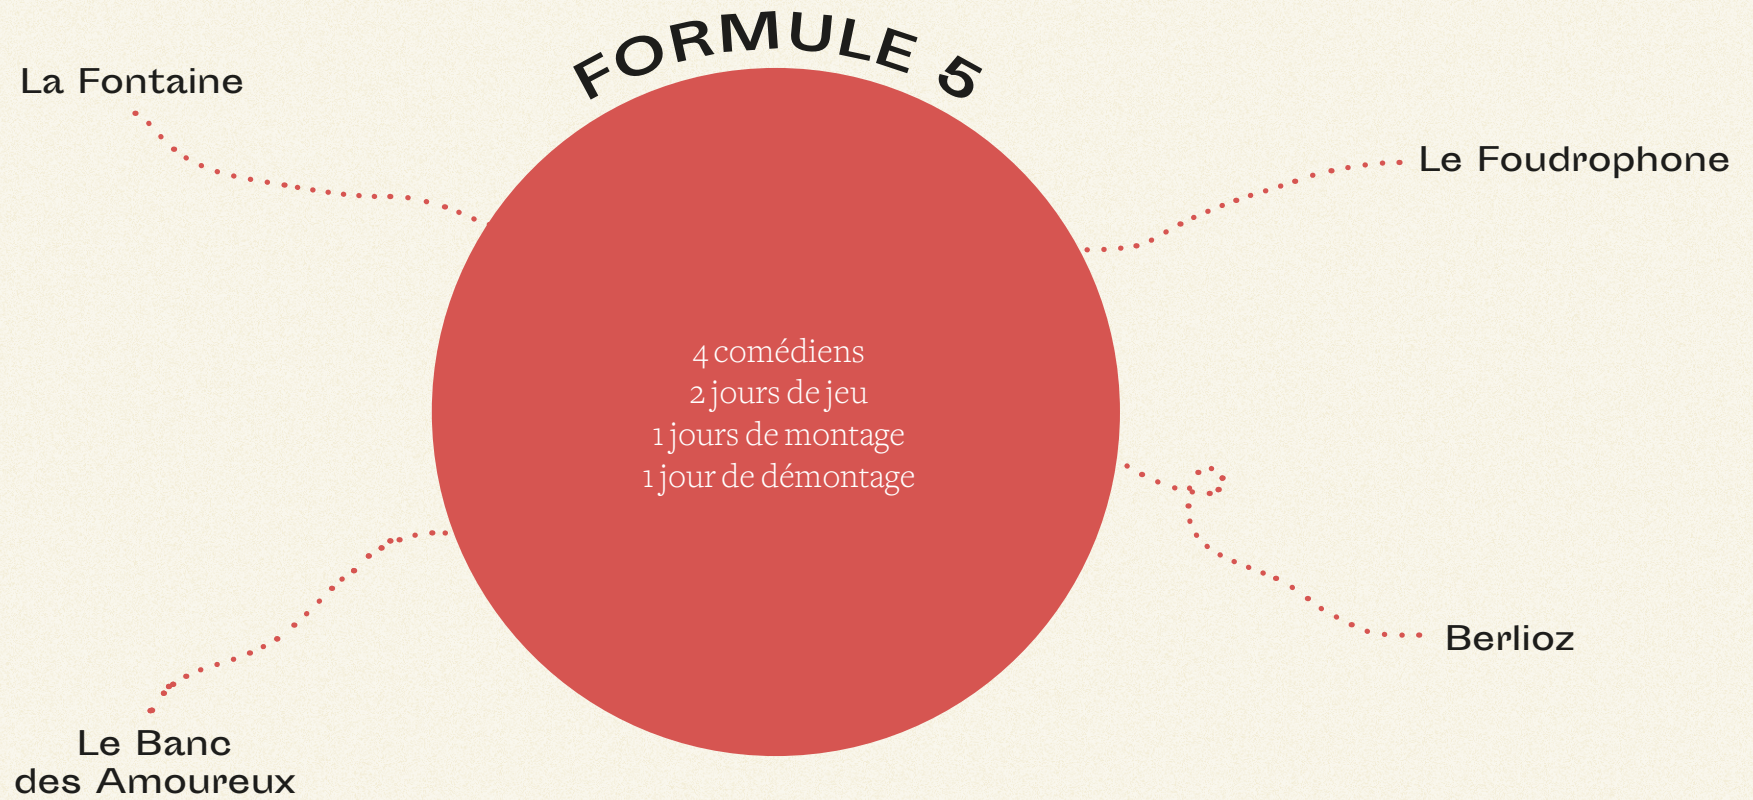 FORMULE 5
La Fontaine
Le Foudrophone
4 comédiens
2 jours de jeu
1 jours de montage
1 jour de démontage
Berlioz
Le Banc
des Amoureux